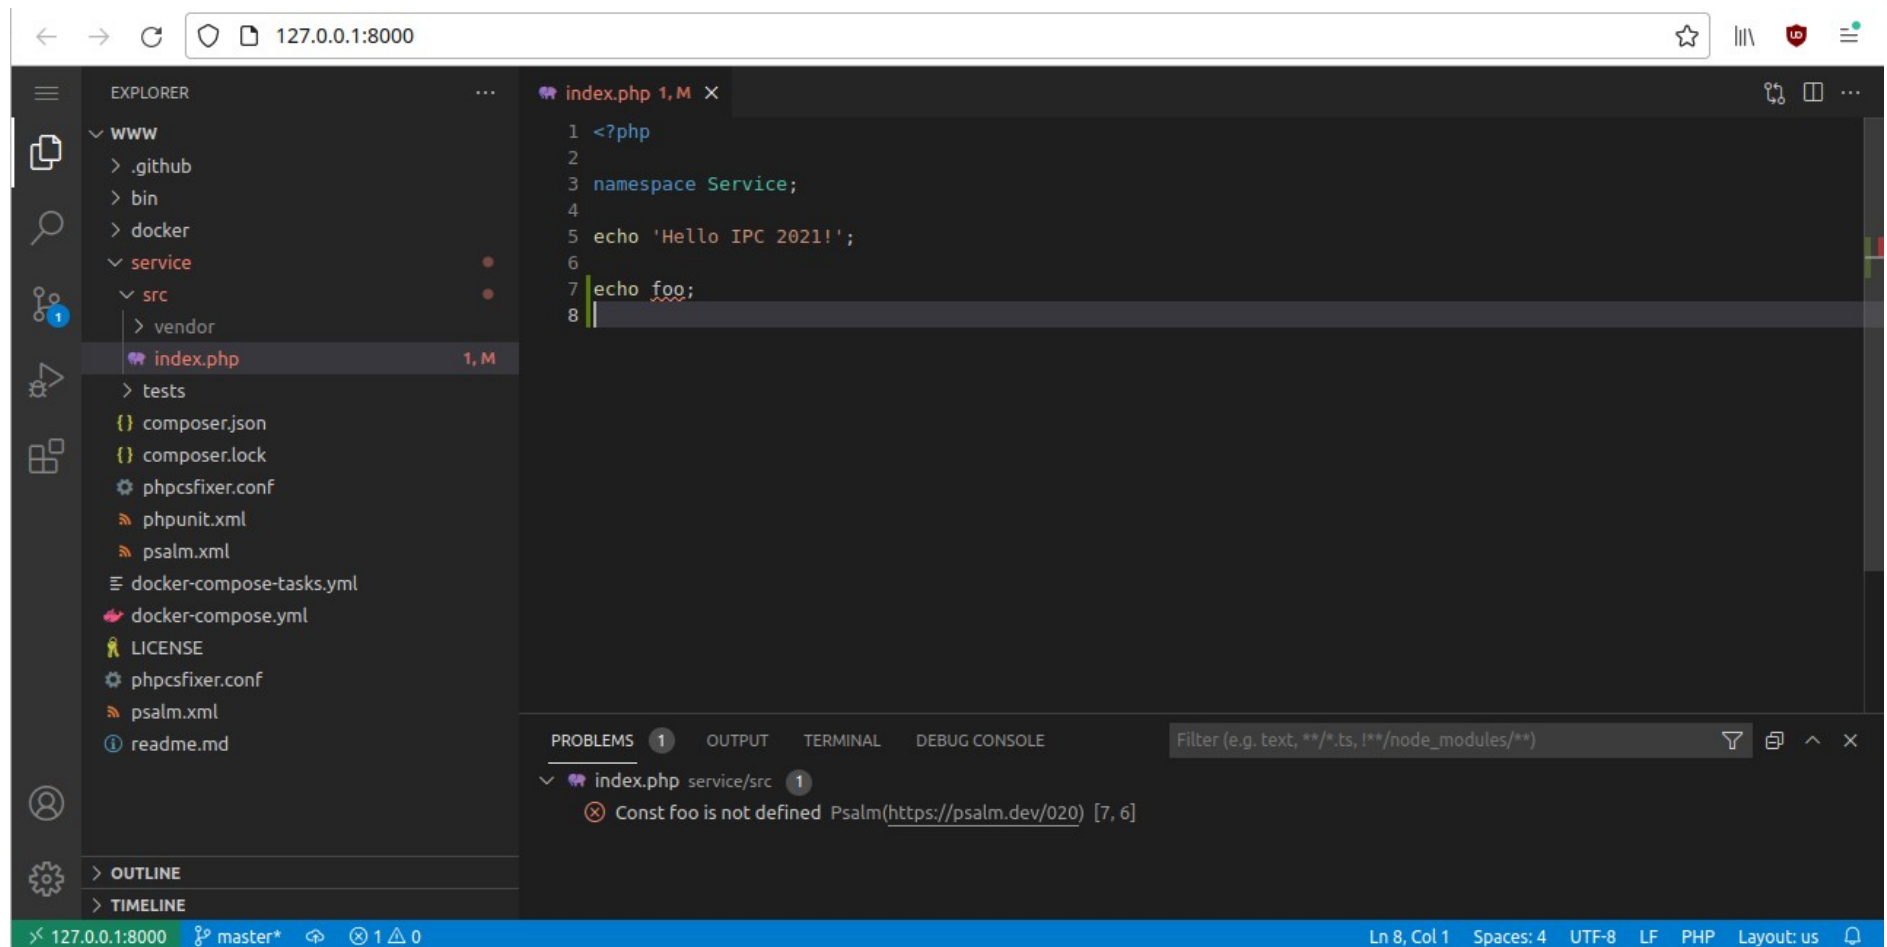 127.0.0.1:8000
EXPLORER
WWW
.github
bin
docker
service
src
vendor
index.php 1, M
tests
composer.json
composer.lock
phpcsfixer.conf
phpunit.xml
psalm.xml
docker-compose-tasks.yml
docker-compose.yml
LICENSE
phpcsfixer.conf
psalm.xml
readme.md
OUTLINE
TIMELINE
1
index.php 1, M
1 <?php
2
3 namespace Service;
4
5 echo 'Hello IPC 2021!';
6
7 echo foo;
8
PROBLEMS 1 OUTPUT TERMINAL DEBUG CONSOLE Filter (e.g. text, **/*.ts, !**/node_modules/**)
index.php service/src 1
Const foo is not defined Psalm(https://psalm.dev/020) [7, 6]
127.0.0.1:8000 master* 1 0 Ln 8, Col 1 Spaces: 4 UTF-8 LF PHP Layout: us